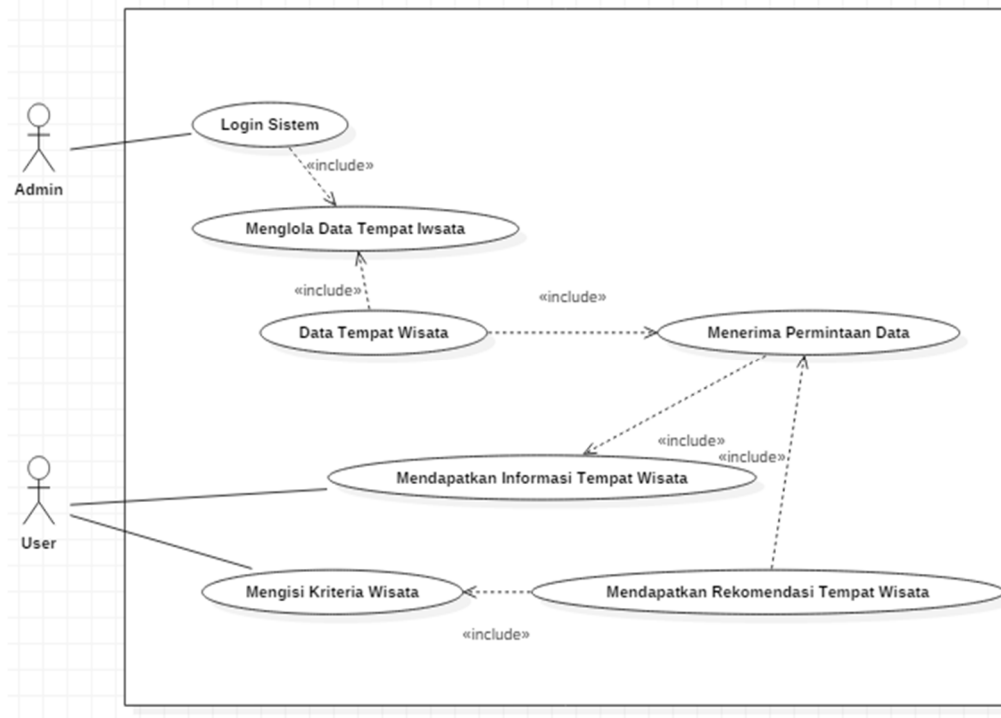 Login Sistem
«include»
Admin
Menglola Data Tempat Iwsata
«include»
«include»
Data Tempat Wisata
Menerima Permintaan Data
«include»
«include»
Mendapatkan Informasi Tempat Wisata
User
Mengisi Kriteria Wisata
Mendapatkan Rekomendasi Tempat Wisata
«include»